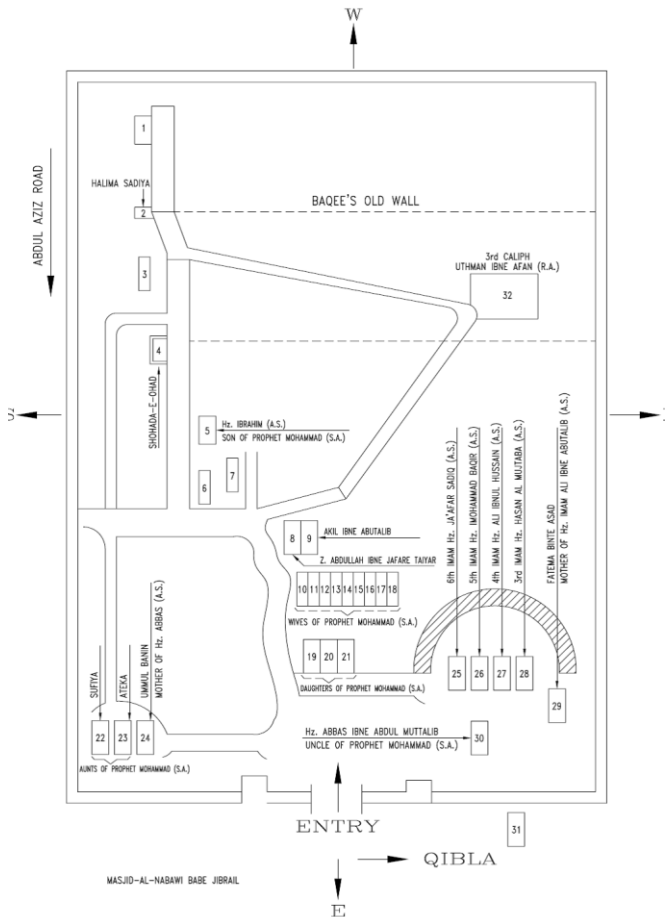 W
ABDUL AZIZ ROAD
1
HALIMA SADIYA
2
BAQEE'S OLD WALL
3
3rd CALIPH
UTHMAN IBNE AFAN (R.A.)
32
4
SHOHADA-E-OHAD
5
Hz. IBRAHIM (A.S.)
SON OF PROPHET MOHAMMAD (S.A.)
6
7
8
9
AKIL IBNE ABUTALIB
Z. ABDULLAH IBNE JAFARE TAIYAR
10 11 12 13 14 15 16 17 18
WIVES OF PROPHET MOHAMMAD (S.A.)
19 20 21
DAUGHTERS OF PROPHET MOHAMMAD (S.A.)
6th IMAM Hz. JA'AFAR SADIQ (A.S.)
5th IMAM Hz. IMOHAMMAD BAQIR (A.S.)
4th IMAM Hz. ALI IBNUL HUSSAIN (A.S.)
3rd IMAM Hz. HASAN AL MUJTABA (A.S.)
FATEMA BINTE ASAD
MOTHER OF Hz. IMAM ALI IBNE ABUTALIB (A.S.)
25
26
27
28
29
SUFIYA
ATEKA
UMMUL BANIN
MOTHER OF Hz. ABBAS (A.S.)
22
23
24
AUNTS OF PROPHET MOHAMMAD (S.A.)
Hz. ABBAS IBNE ABDUL MUTTALIB
UNCLE OF PROPHET MOHAMMAD (S.A.)
30
ENTRY
31
QIBLA
MASJID-AL-NABAWI BABE JIBRAIL
E